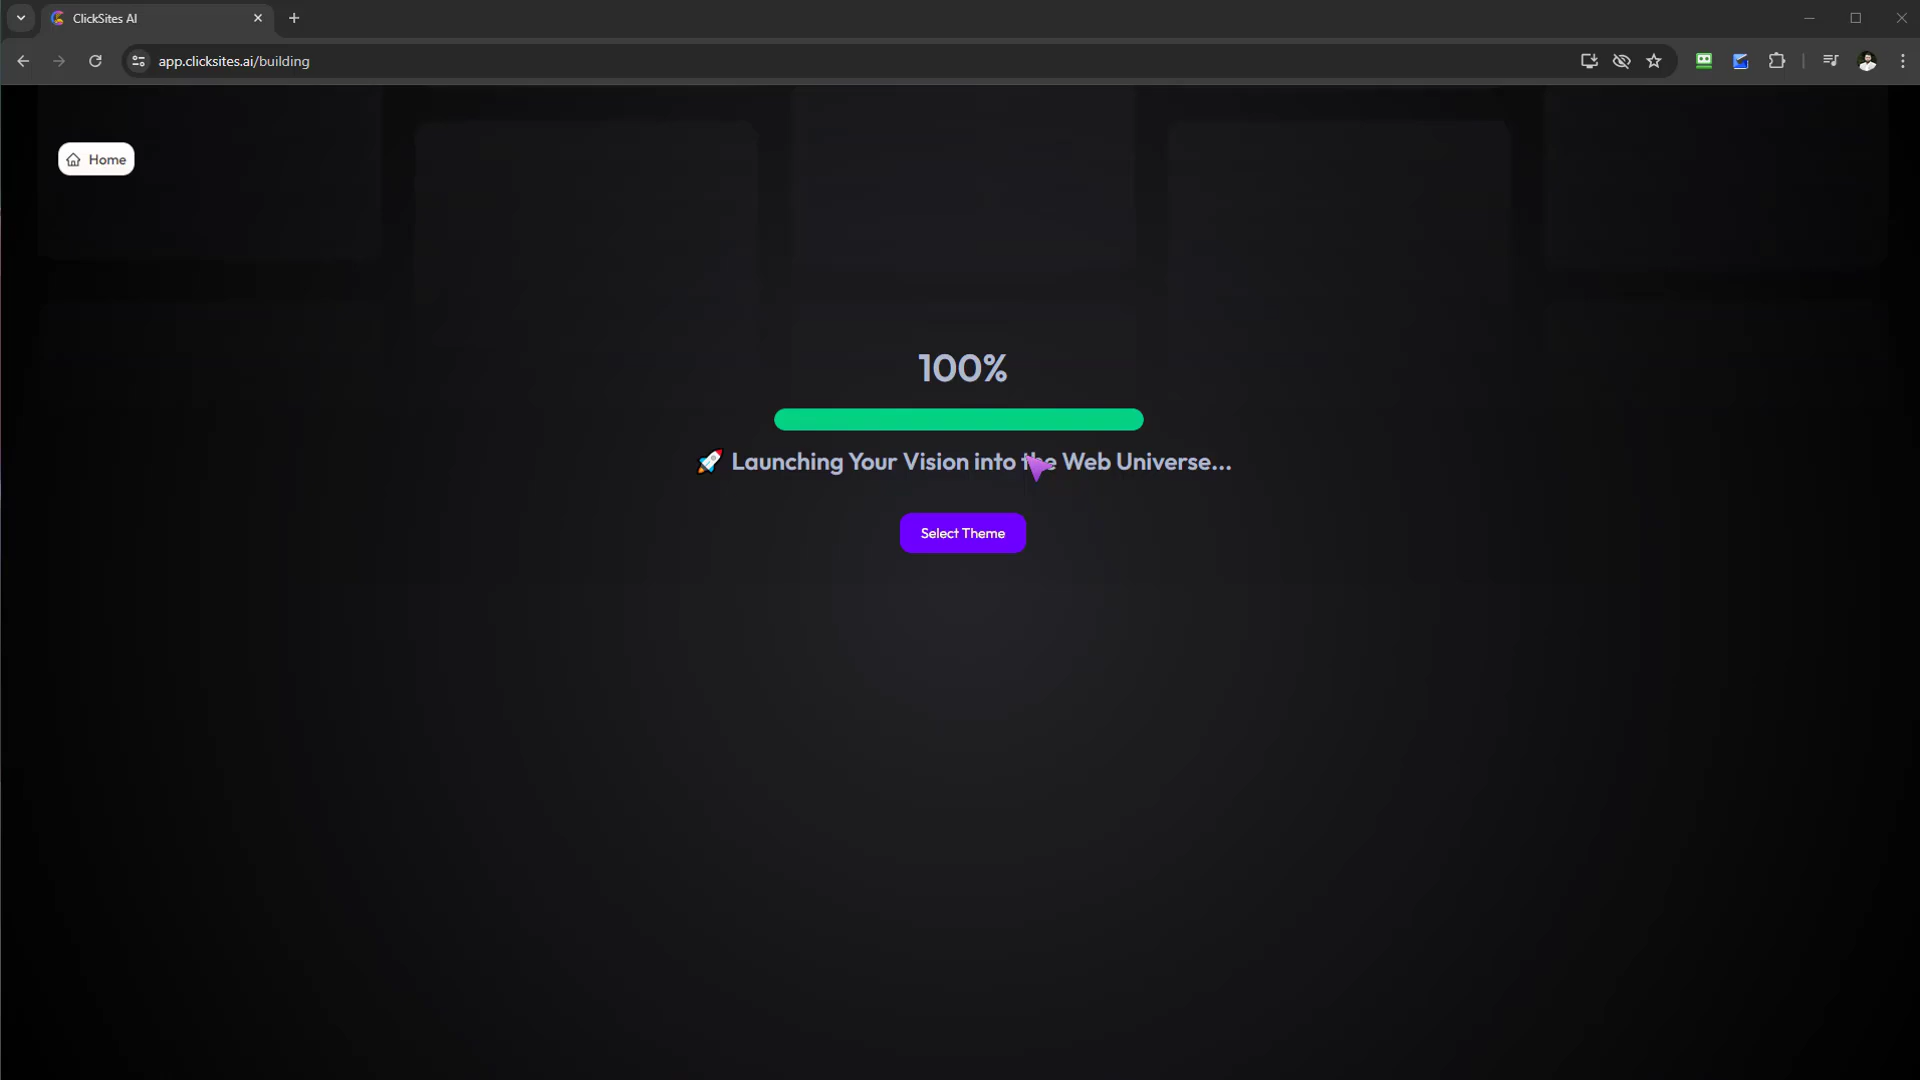 ClickSites AI
app.clicksites.ai/building
Home
100%
🚀 Launching Your Vision into the Web Universe...
Select Theme